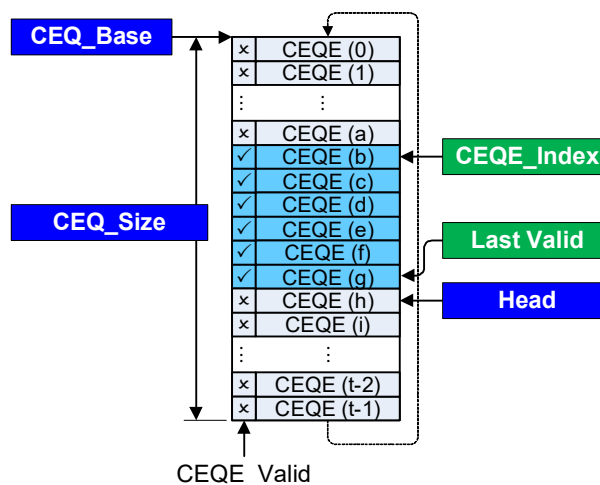 CEQ_Base
× CEQE (0)
× CEQE (1)
⋮ ⋮
× CEQE (a)
✓ CEQE (b)
CEQE_Index
✓ CEQE (c)
✓ CEQE (d)
CEQ_Size
✓ CEQE (e)
✓ CEQE (f)
Last Valid
✓ CEQE (g)
× CEQE (h)
Head
× CEQE (i)
⋮ ⋮
× CEQE (t-2)
× CEQE (t-1)
CEQE Valid